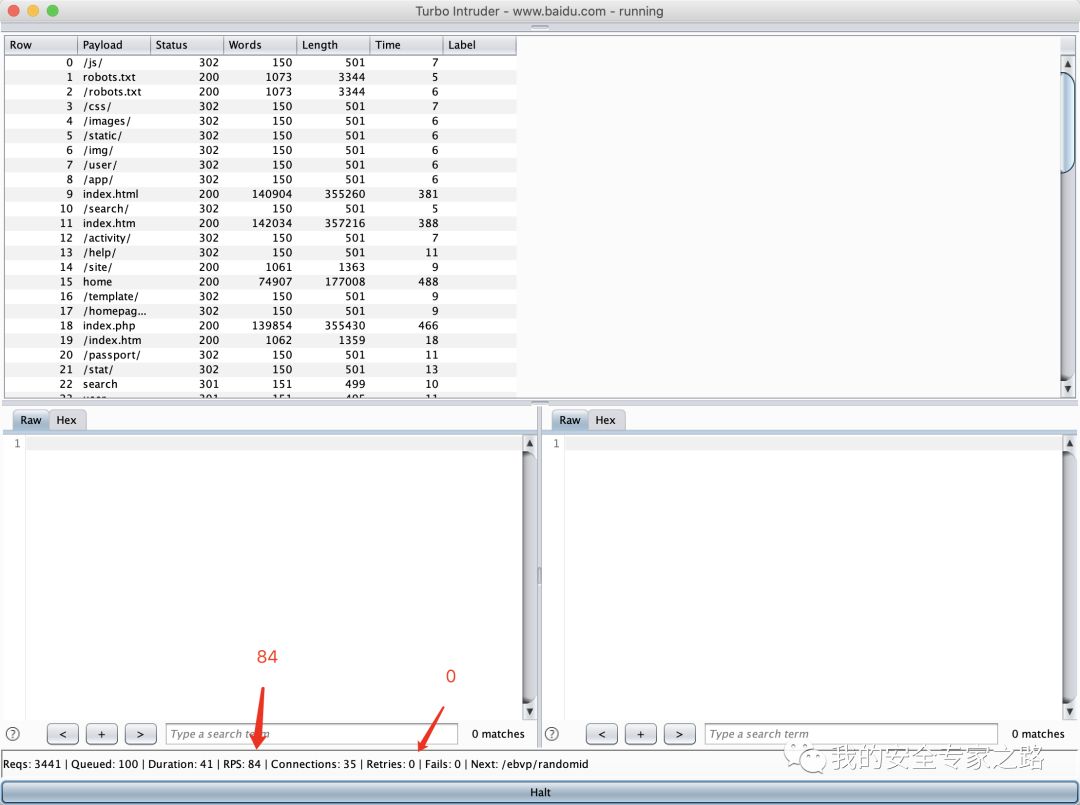 Turbo Intruder - www.baidu.com - running
Row Payload Status Words Length Time Label
0 /js/ 302 150 501 7
1 robots.txt 200 1073 3344 5
2 /robots.txt 200 1073 3344 6
3 /css/ 302 150 501 7
4 /images/ 302 150 501 6
5 /static/ 302 150 501 6
6 /img/ 302 150 501 6
7 /user/ 302 150 501 6
8 /app/ 302 150 501 6
9 index.html 200 140904 355260 381
10 /search/ 302 150 501 5
11 index.htm 200 142034 357216 388
12 /activity/ 302 150 501 7
13 /help/ 302 150 501 11
14 /site/ 200 1061 1363 9
15 home 200 74907 177008 488
16 /template/ 302 150 501 9
17 /homepag... 302 150 501 9
18 index.php 200 139854 355430 466
19 /index.htm 200 1062 1359 18
20 /passport/ 302 150 501 11
21 /stat/ 302 150 501 13
22 search 301 151 499 10
Raw Hex
Raw Hex
1
1
84
0
? < + > Type a search term 0 matches
? < + > Type a search term 0 matches
Reqs: 3441 | Queued: 100 | Duration: 41 | RPS: 84 | Connections: 35 | Retries: 0 | Fails: 0 | Next: /ebvp/randomid
我的安全专家之路
Halt